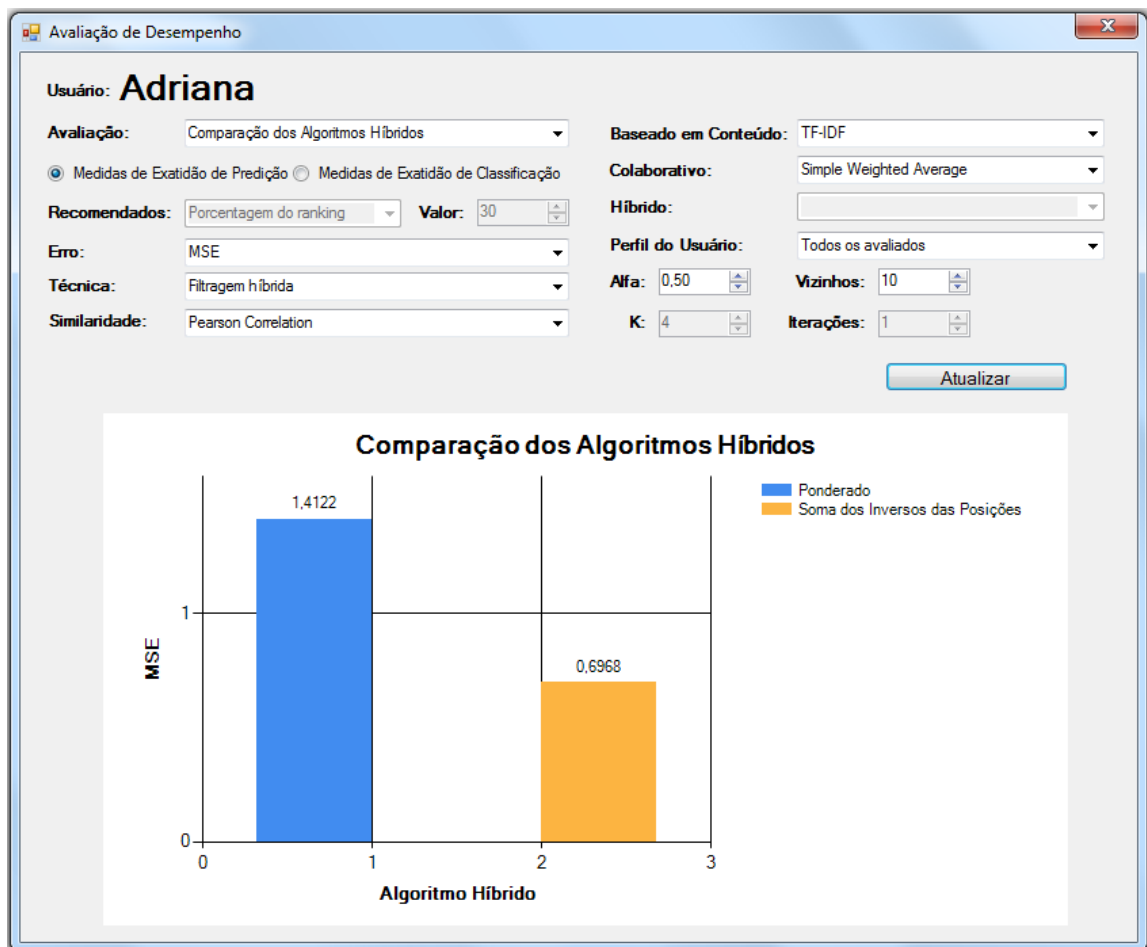 Avaliação de Desempenho
Usuário: Adriana
Avaliação: Comparação dos Algoritmos Híbridos
Medidas de Exatidão de Predição Medidas de Exatidão de Classificação
Recomendados: Porcentagem do ranking Valor: 30
Erro: MSE
Técnica: Filtragem híbrida
Similaridade: Pearson Correlation
Baseado em Conteúdo: TF-IDF
Colaborativo: Simple Weighted Average
Híbrido:
Perfil do Usuário: Todos os avaliados
Alfa: 0,50 Vizinhos: 10
K: 4 Iterações: 1
Atualizar
Comparação dos Algoritmos Híbridos
1,4122
0,6968
Ponderado
Soma dos Inversos das Posições
MSE
1
0
0 1 2 3
Algoritmo Híbrido